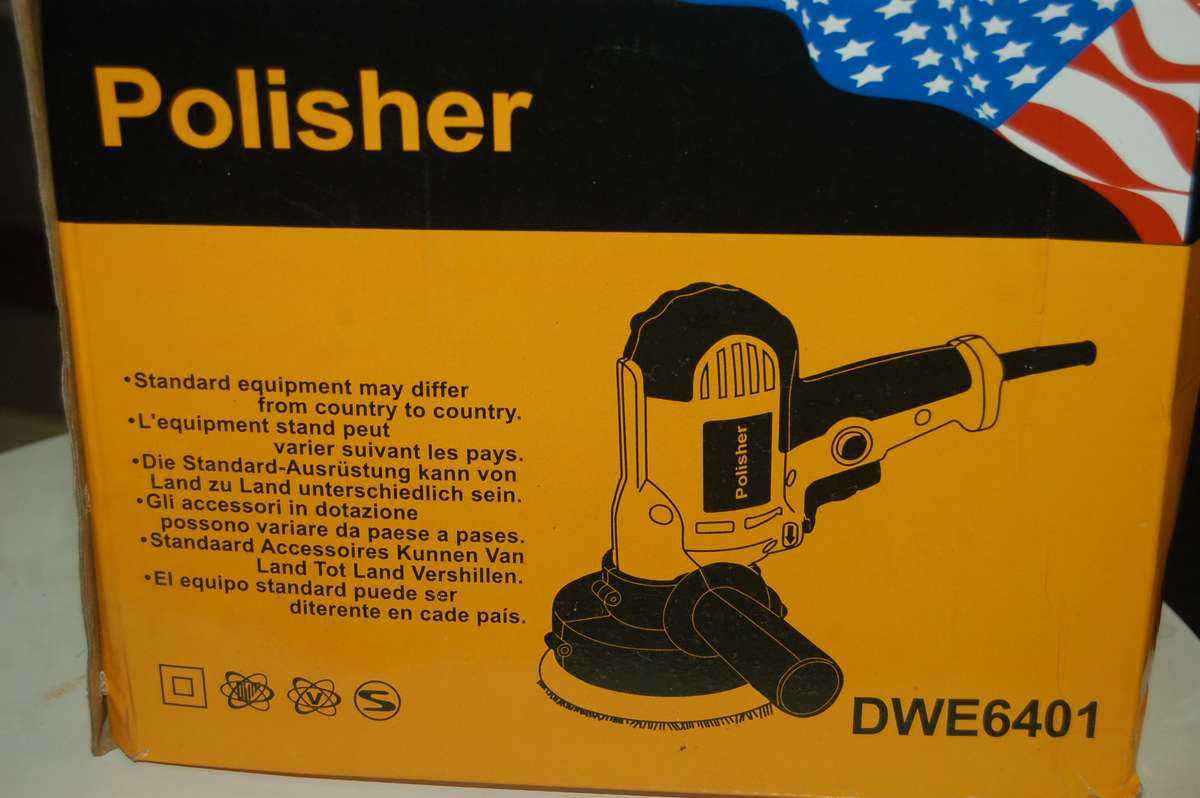 Polisher
•Standard equipment may differ
from country to country.
•L'equipment stand peut
varier suivant les pays.
•Die Standard-Ausrüstung kann von
Land zu Land unterschiedlich sein.
•Gli accessori in dotazione
possono variare da paese a pases.
•Standaard Accessoires Kunnen Van
Land Tot Land Vershillen.
•El equipo standard puede ser
diterente en cade país.
Polisher
V
S
DWE6401